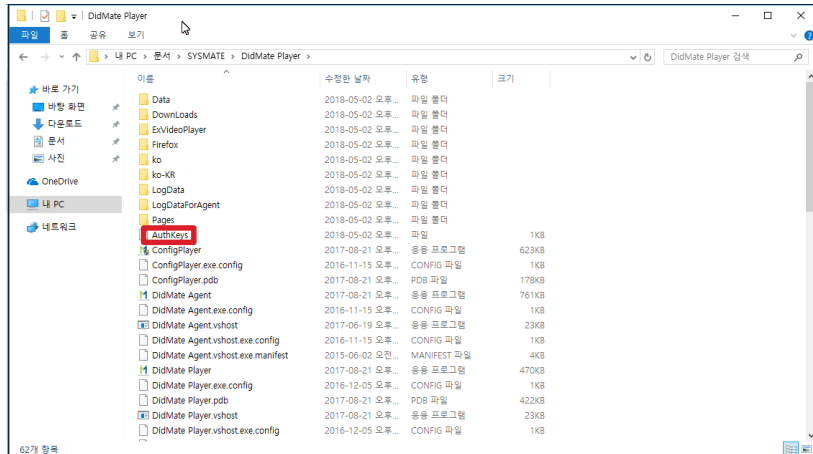 DidMate Player
파일 홈 공유 보기
내 PC > 문서 > SYSMATE > DidMate Player >
DidMate Player 검색
이름 수정한 날짜 유형 크기
바로 가기
바탕 화면
다운로드
문서
사진
OneDrive
내 PC
네트워크
Data 2018-05-02 오후... 파일 폴더
DownLoads 2018-05-02 오후... 파일 폴더
ExVideoPlayer 2018-05-02 오후... 파일 폴더
Firefox 2018-05-02 오후... 파일 폴더
ko 2018-05-02 오후... 파일 폴더
ko-KR 2018-05-02 오후... 파일 폴더
LogData 2018-05-02 오후... 파일 폴더
LogDataForAgent 2018-05-02 오후... 파일 폴더
Pages 2018-05-02 오후... 파일 폴더
AuthKeys 2018-05-02 오후... 파일 1KB
ConfigPlayer 2017-08-21 오후... 응용 프로그램 623KB
ConfigPlayer.exe.config 2016-11-15 오후... CONFIG 파일 1KB
ConfigPlayer.pdb 2017-08-21 오후... PDB 파일 178KB
DidMate Agent 2017-08-21 오후... 응용 프로그램 761KB
DidMate Agent.exe.config 2016-11-15 오후... CONFIG 파일 1KB
DidMate Agent.vshost 2017-06-19 오후... 응용 프로그램 23KB
DidMate Agent.vshost.exe.config 2016-11-15 오후... CONFIG 파일 1KB
DidMate Agent.vshost.exe.manifest 2015-06-02 오전... MANIFEST 파일 4KB
DidMate Player 2017-08-21 오후... 응용 프로그램 470KB
DidMate Player.exe.config 2016-12-05 오후... CONFIG 파일 1KB
DidMate Player.pdb 2017-08-21 오후... PDB 파일 422KB
DidMate Player.vshost 2017-08-21 오후... 응용 프로그램 23KB
DidMate Player.vshost.exe.config 2016-12-05 오후... CONFIG 파일 1KB
62개 항목